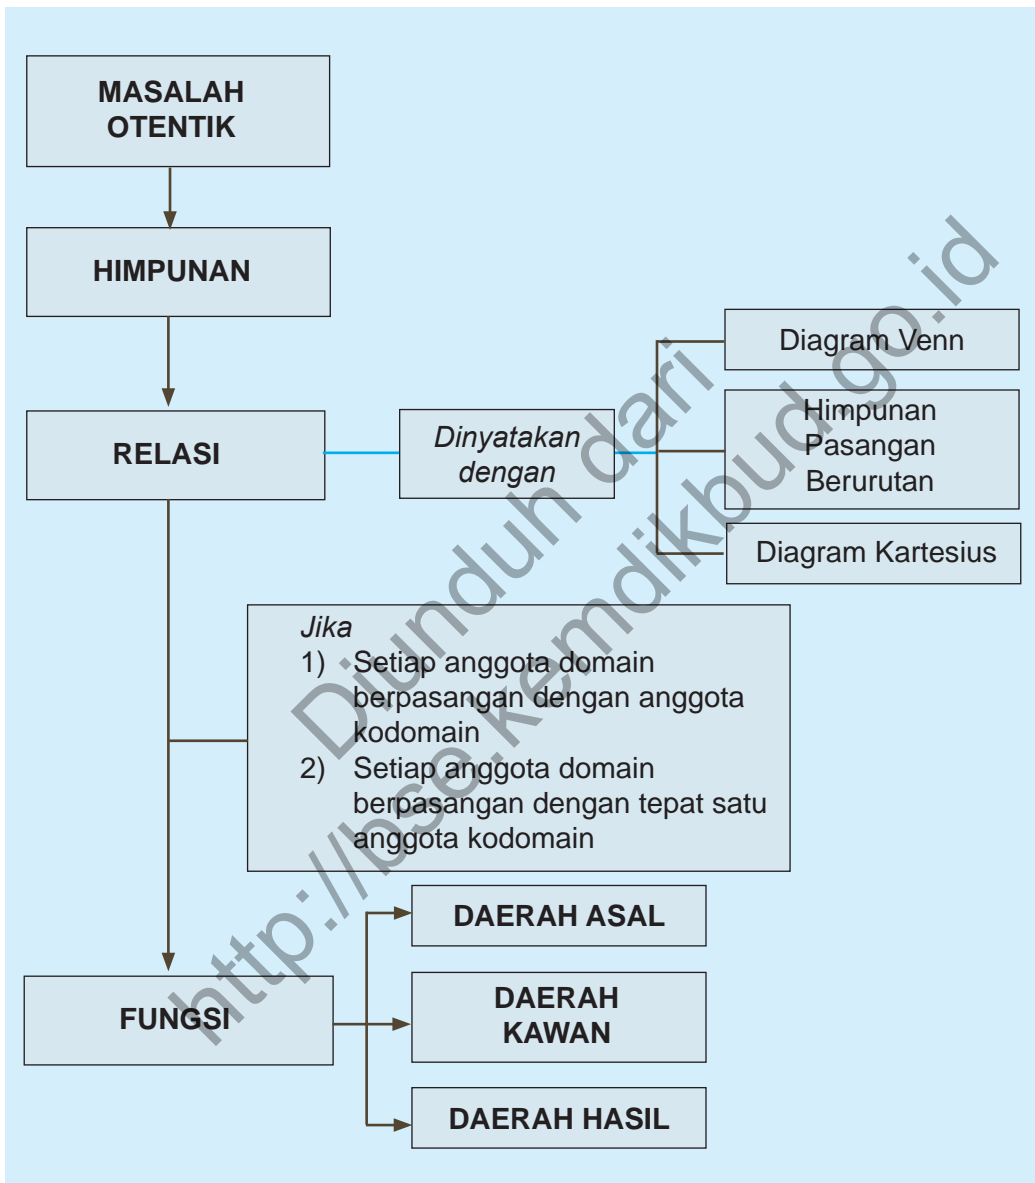 MASALAH
OTENTIK
HIMPUNAN
RELASI
Dinyatakan
dengan
Diagram Venn
Himpunan
Pasangan
Berurutan
Diagram Kartesius
Jika
1) Setiap anggota domain
berpasangan dengan anggota
kodomain
2) Setiap anggota domain
berpasangan dengan tepat satu
anggota kodomain
FUNGSI
DAERAH ASAL
DAERAH
KAWAN
DAERAH HASIL
Diunduh dari
http://bse.kemdikbud.go.id